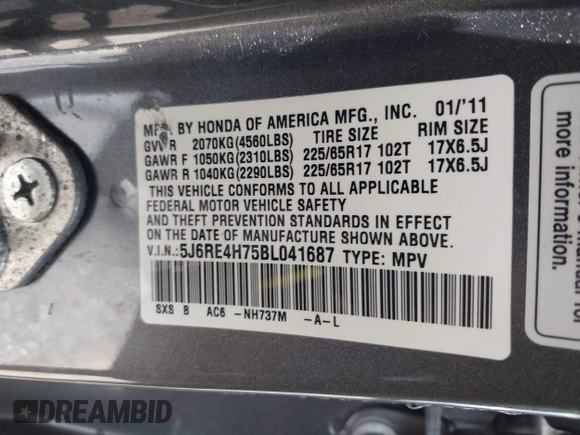 MFD. BY HONDA OF AMERICA MFG., INC. 01/'11
GVWR 2070KG(4560LBS) TIRE SIZE RIM SIZE
GAWR F 1050KG(2310LBS) 225/65R17 102T 17X6.5J
GAWR R 1040KG(2290LBS) 225/65R17 102T 17X6.5J
THIS VEHICLE CONFORMS TO ALL APPLICABLE
FEDERAL MOTOR VEHICLE SAFETY
AND THEFT PREVENTION STANDARDS IN EFFECT
ON THE DATE OF MANUFACTURE SHOWN ABOVE.
V.I.N.:5J6RE4H75BL041687 TYPE: MPV
SXS B AC6 -NH737M -A-L
more information.
DREAMBID